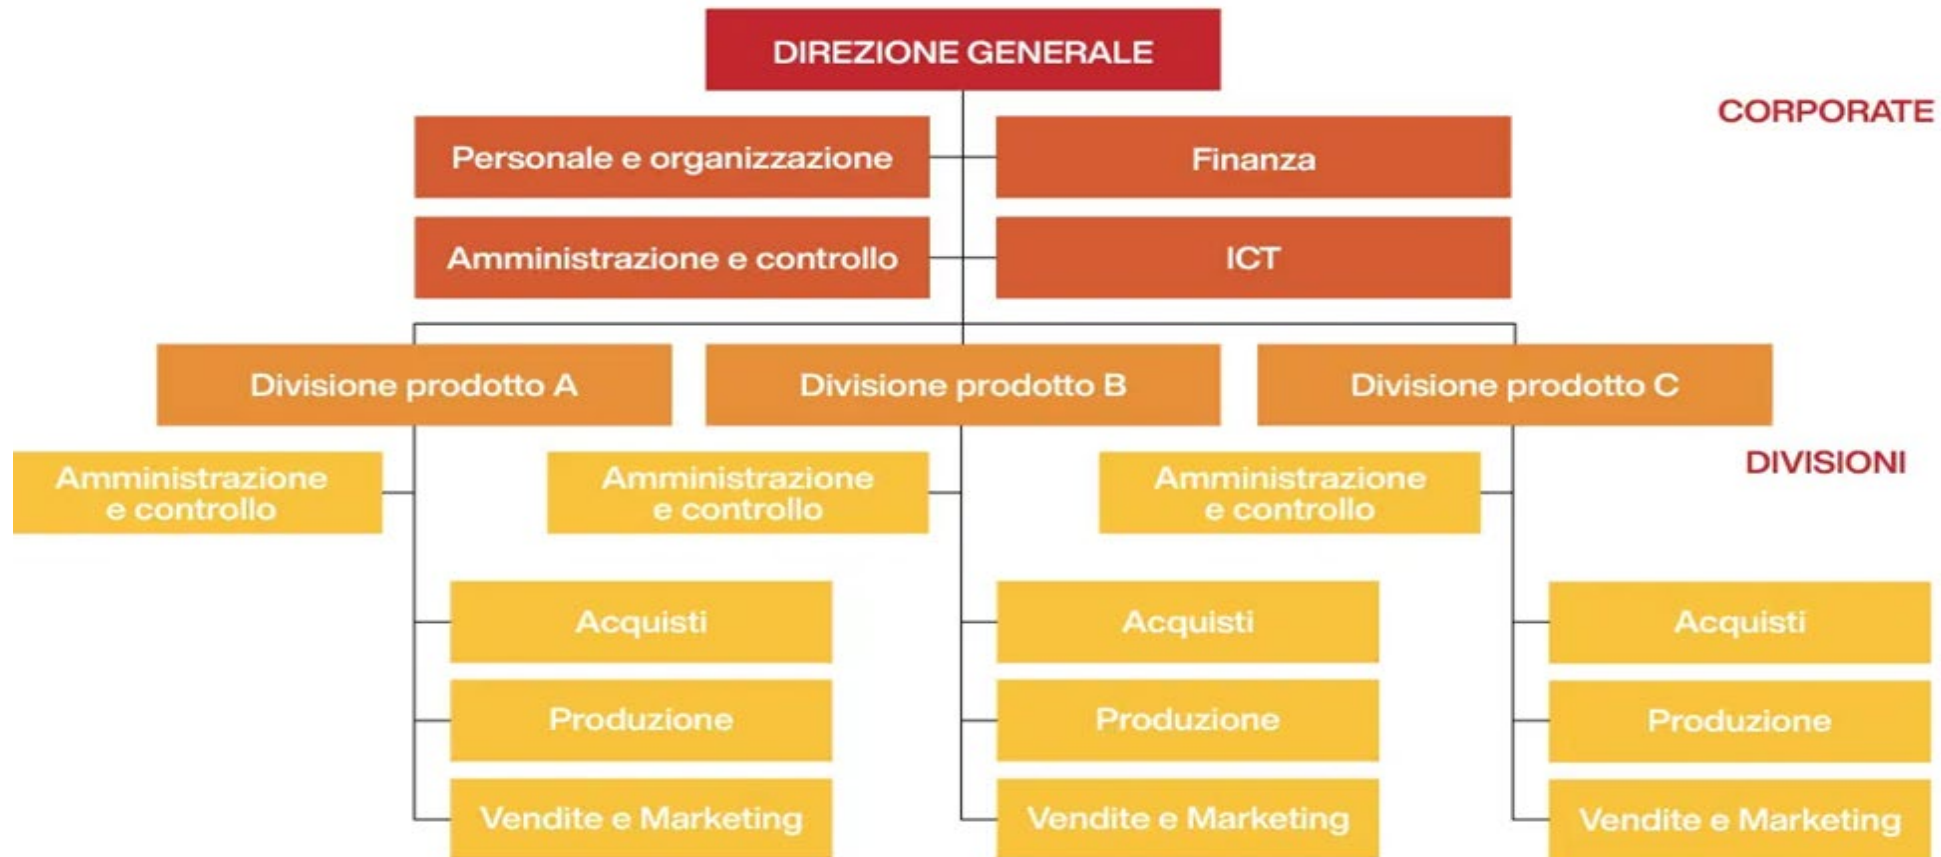 DIREZIONE GENERALE
CORPORATE
Personale e organizzazione
Finanza
Amministrazione e controllo
ICT
Divisione prodotto A
Divisione prodotto B
Divisione prodotto C
DIVISIONI
Amministrazione
e controllo
Amministrazione
e controllo
Amministrazione
e controllo
Acquisti
Acquisti
Acquisti
Produzione
Produzione
Produzione
Vendite e Marketing
Vendite e Marketing
Vendite e Marketing